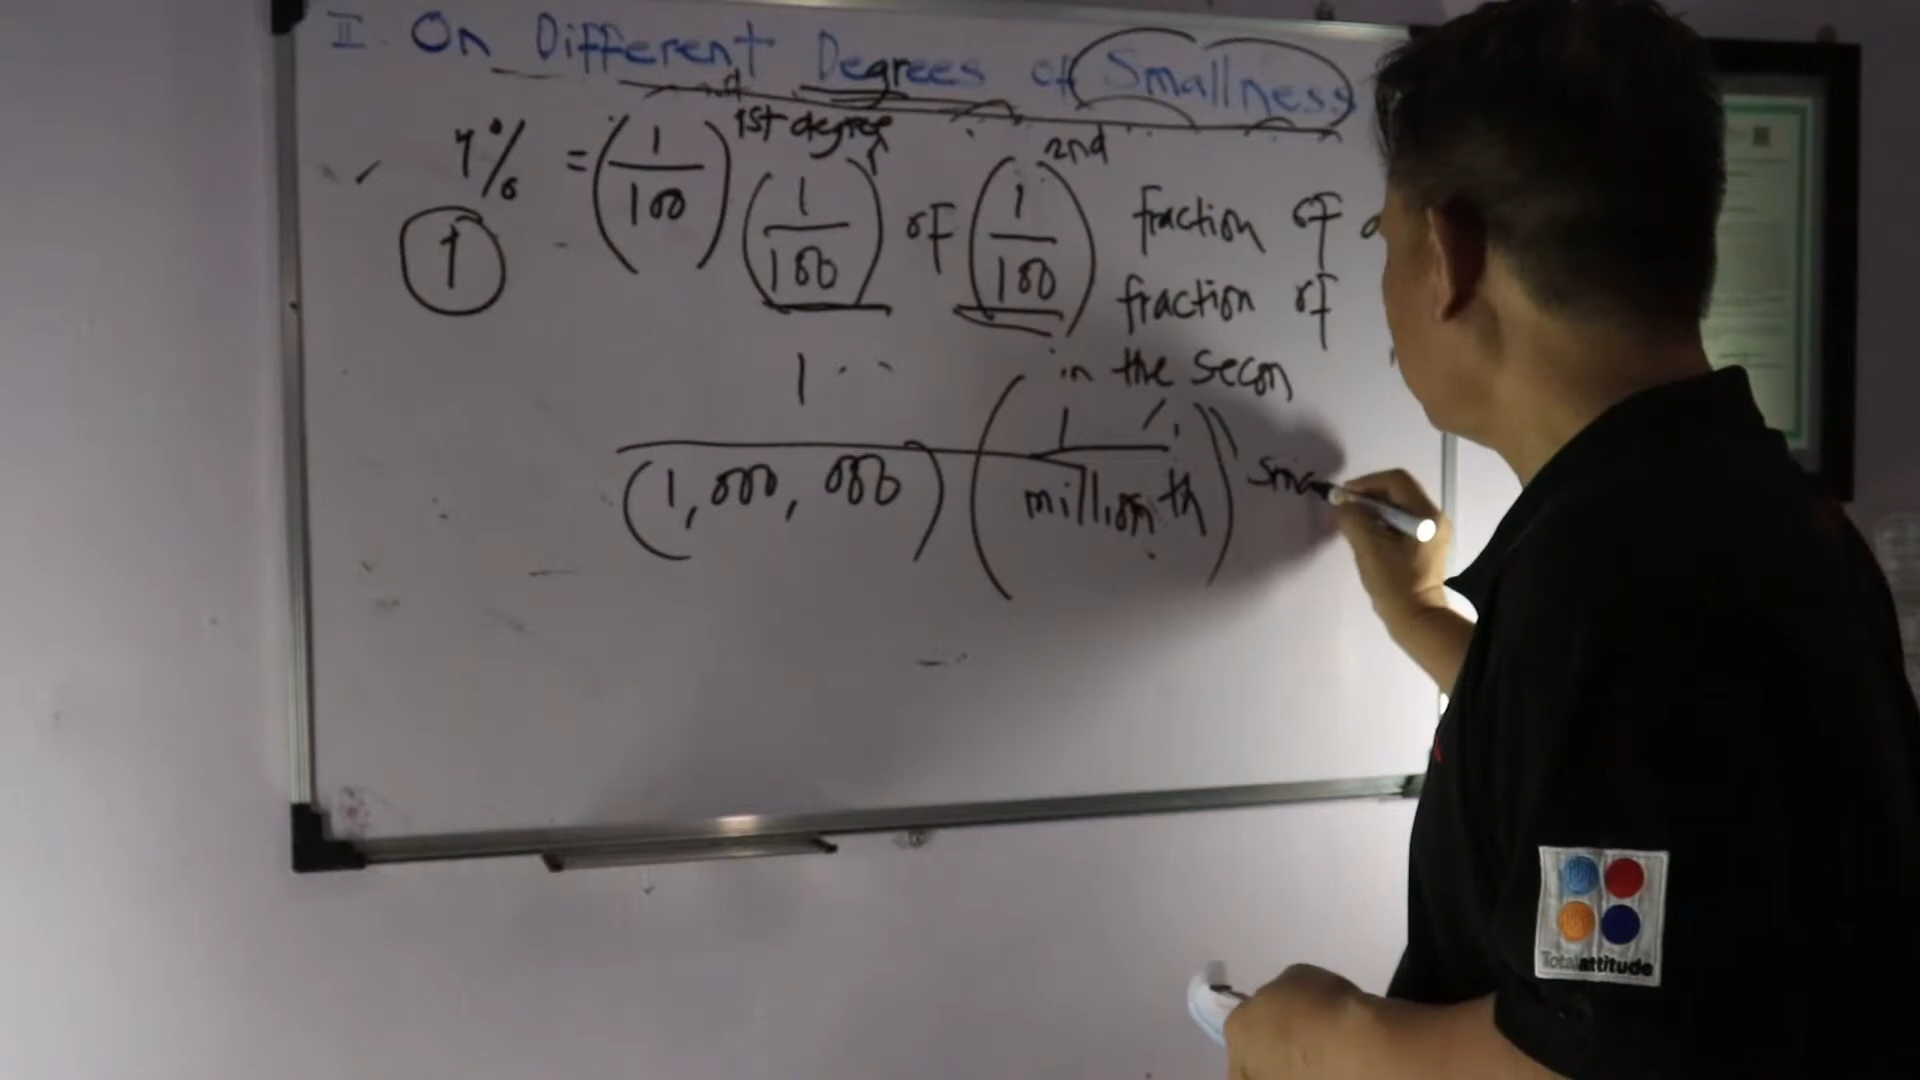 II On Different Degrees of Smallness
1st degree
2nd
1% = (1/100) (1/100) of (1/100) fraction of
1
fraction of
in the secon
1
(1,000,000) (1/millionth) sma
Totalattitude